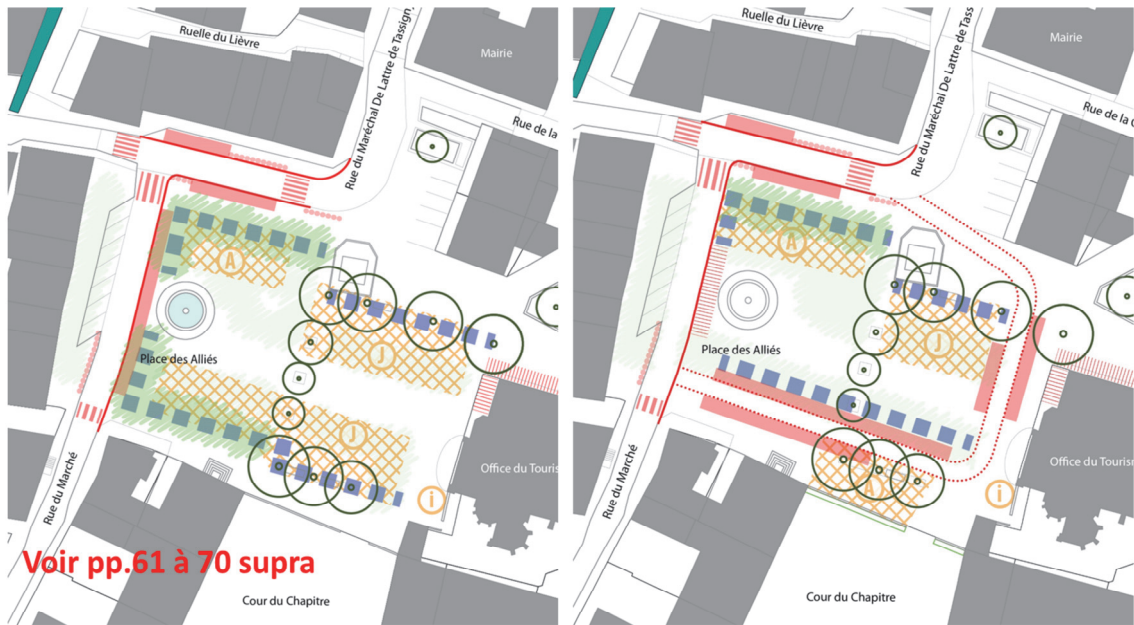 Ruelle du Lièvre
Mairie
Rue du Maréchal De Lattre de Tassigny
Rue de la
A
J
Place des Alliés
J
Office du Touris
i
Rue du Marché
Voir pp.61 à 70 supra
Cour du Chapitre
Ruelle du Lièvre
Mairie
Rue du Maréchal De Lattre de Tass
Rue de la
A
J
Place des Alliés
Office du Touris
i
Rue du Marché
Cour du Chapitre